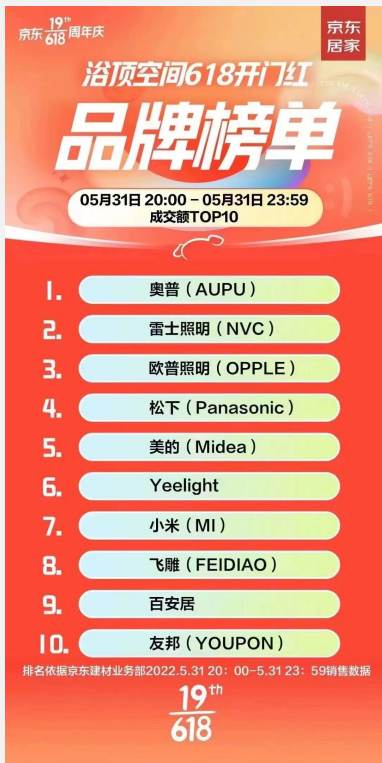 京东 19th 618 周年庆
京东
居家
浴顶空间618开门红
品牌榜单
05月31日 20:00 - 05月31日 23:59
成交额TOP10
1. 奥普（AUPU）
2. 雷士照明（NVC）
3. 欧普照明（OPPLE）
4. 松下（Panasonic）
5. 美的（Midea）
6. Yeelight
7. 小米（MI）
8. 飞雕（FEIDIAO）
9. 百安居
10. 友邦（YOUPON）
排名依据京东建材业务部2022.5.31 20：00-5.31 23：59销售数据
19th
618